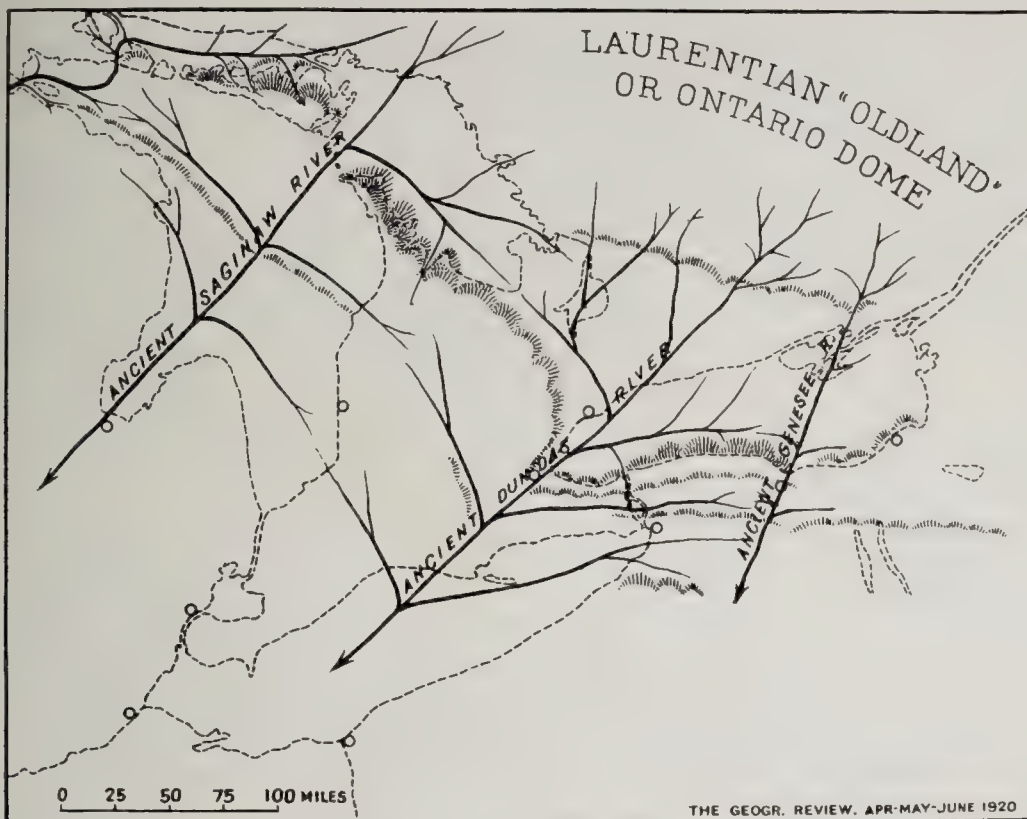 LAURENTIAN "OLDLAND"
OR ONTARIO DOME
ANCIENT SAGINAW RIVER
ANCIENT DUNDAS RIVER
ANCIENT GENESEE R.
0 25 50 75 100 MILES
THE GEOGR. REVIEW, APR-MAY-JUNE 1920